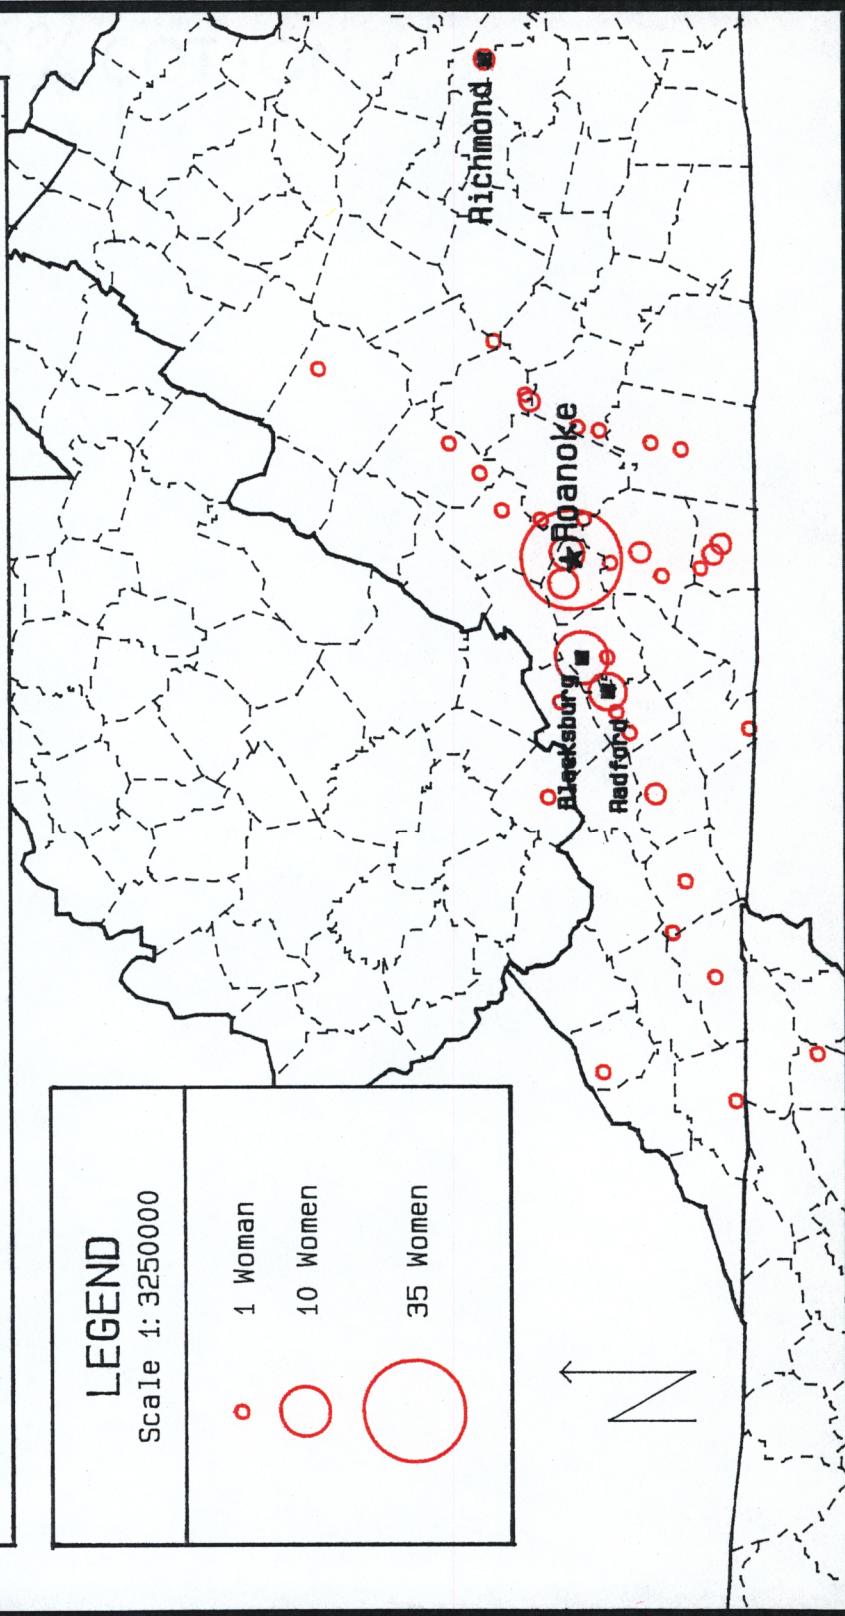 LEGEND
Scale 1: 3250000
1 Woman
10 Women
35 Women
N
Richmond
Roanoke
Blacksburg
Radford